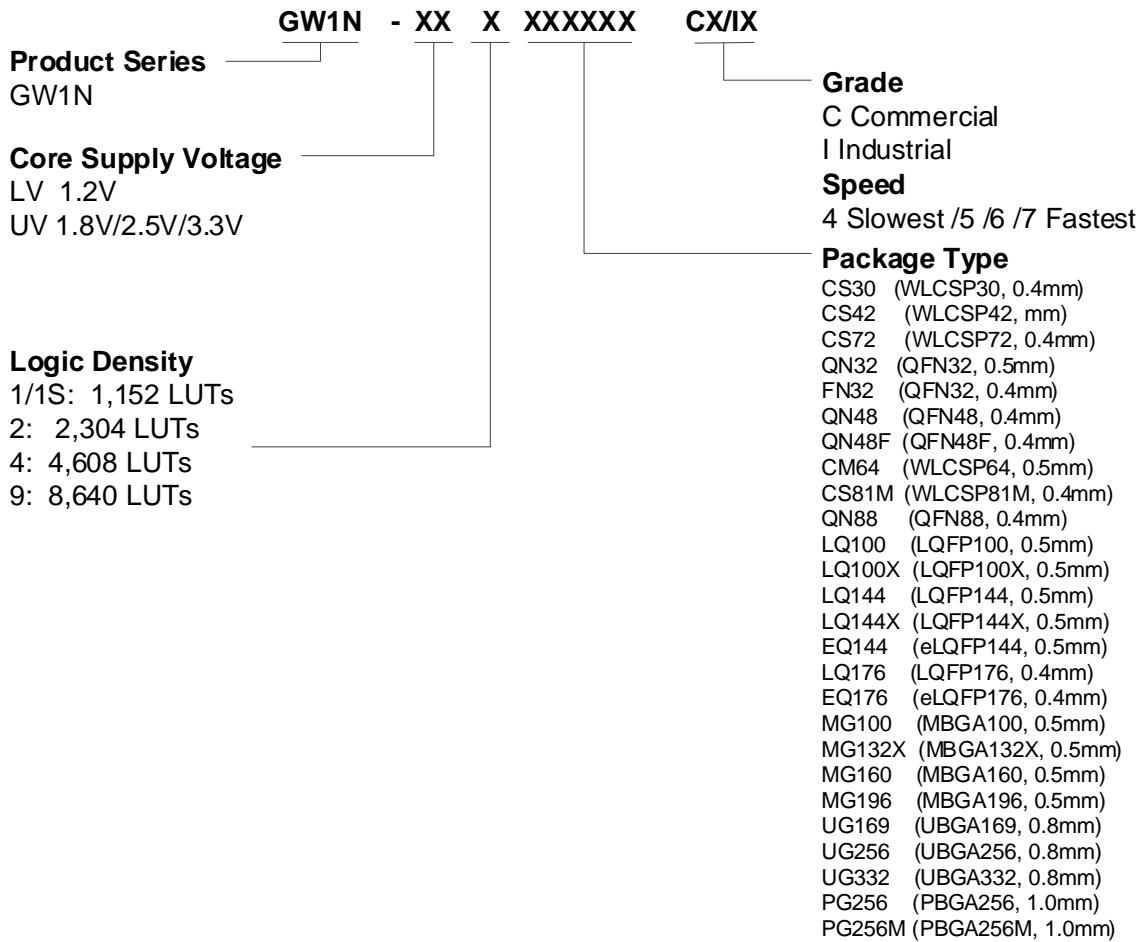 GW1N - XX X XXXXXX CX/IX
Product Series
GW1N
Core Supply Voltage
LV 1.2V
UV 1.8V/2.5V/3.3V
Logic Density
1/1S: 1,152 LUTs
2: 2,304 LUTs
4: 4,608 LUTs
9: 8,640 LUTs
Grade
C Commercial
I Industrial
Speed
4 Slowest /5 /6 /7 Fastest
Package Type
CS30 (WLCSP30, 0.4mm)
CS42 (WLCSP42, mm)
CS72 (WLCSP72, 0.4mm)
QN32 (QFN32, 0.5mm)
FN32 (QFN32, 0.4mm)
QN48 (QFN48, 0.4mm)
QN48F (QFN48F, 0.4mm)
CM64 (WLCSP64, 0.5mm)
CS81M (WLCSP81M, 0.4mm)
QN88 (QFN88, 0.4mm)
LQ100 (LQFP100, 0.5mm)
LQ100X (LQFP100X, 0.5mm)
LQ144 (LQFP144, 0.5mm)
LQ144X (LQFP144X, 0.5mm)
EQ144 (eLQFP144, 0.5mm)
LQ176 (LQFP176, 0.4mm)
EQ176 (eLQFP176, 0.4mm)
MG100 (MBGA100, 0.5mm)
MG132X (MBGA132X, 0.5mm)
MG160 (MBGA160, 0.5mm)
MG196 (MBGA196, 0.5mm)
UG169 (UBGA169, 0.8mm)
UG256 (UBGA256, 0.8mm)
UG332 (UBGA332, 0.8mm)
PG256 (PBGA256, 1.0mm)
PG256M (PBGA256M, 1.0mm)